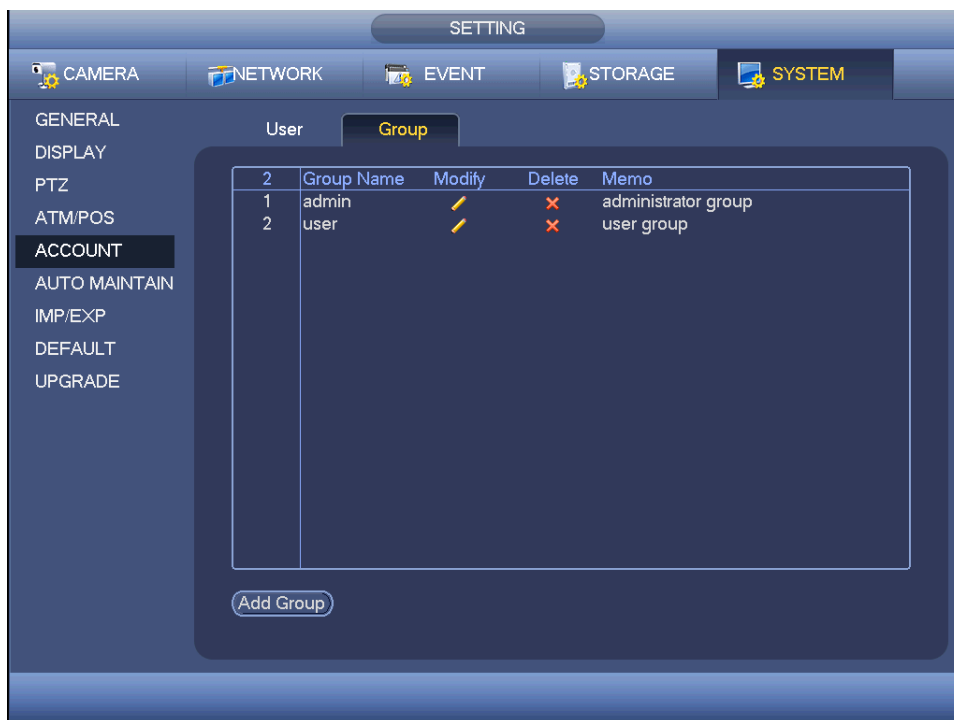 SETTING
CAMERA NETWORK EVENT STORAGE SYSTEM
GENERAL
DISPLAY
PTZ
ATM/POS
ACCOUNT
AUTO MAINTAIN
IMP/EXP
DEFAULT
UPGRADE
User Group
2 Group Name Modify Delete Memo
1 admin administrator group
2 user user group
Add Group